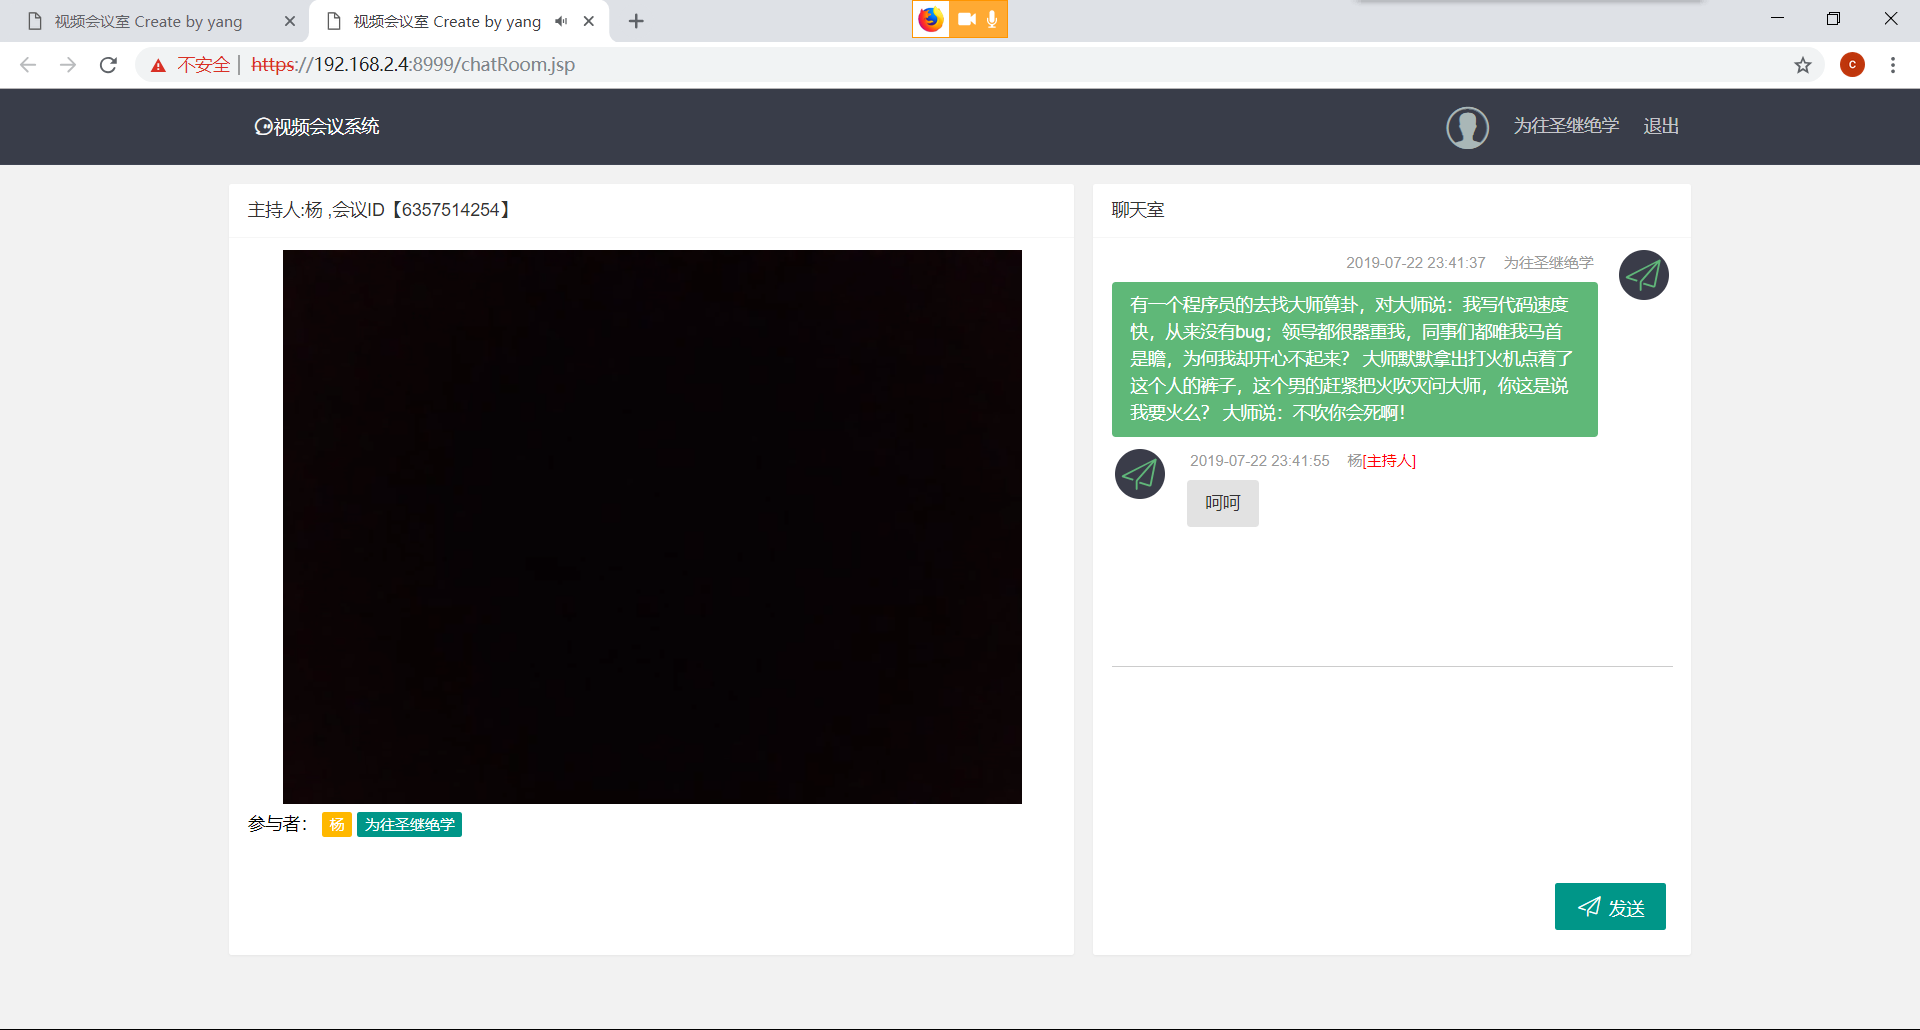 视频会议室 Create by yang
视频会议室 Create by yang
不安全 https://192.168.2.4:8999/chatRoom.jsp
C
视频会议系统
为往圣继绝学 退出
主持人:杨 ,会议ID【6357514254】
聊天室
2019-07-22 23:41:37 为往圣继绝学
有一个程序员的去找大师算卦，对大师说：我写代码速度
快，从来没有bug；领导都很器重我，同事们都唯我马首
是瞻，为何我却开心不起来？ 大师默默拿出打火机点着了
这个人的裤子，这个男的赶紧把火吹灭问大师，你这是说
我要火么？ 大师说：不吹你会死啊！
2019-07-22 23:41:55 杨[主持人]
呵呵
参与者： 杨 为往圣继绝学
发送